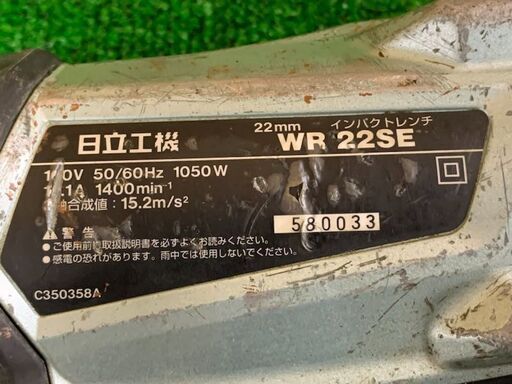 日立工機
22mm インパクトレンチ
WR 22SE
100V 50/60Hz 1050W
11.1A 1400min⁻¹
合成値：15.2m/s²
580033
警告
●ご使用前に取扱説明書を必ずよくお読みください。
●感電の恐れがあります。雨中では使用しないでください。
C350358A